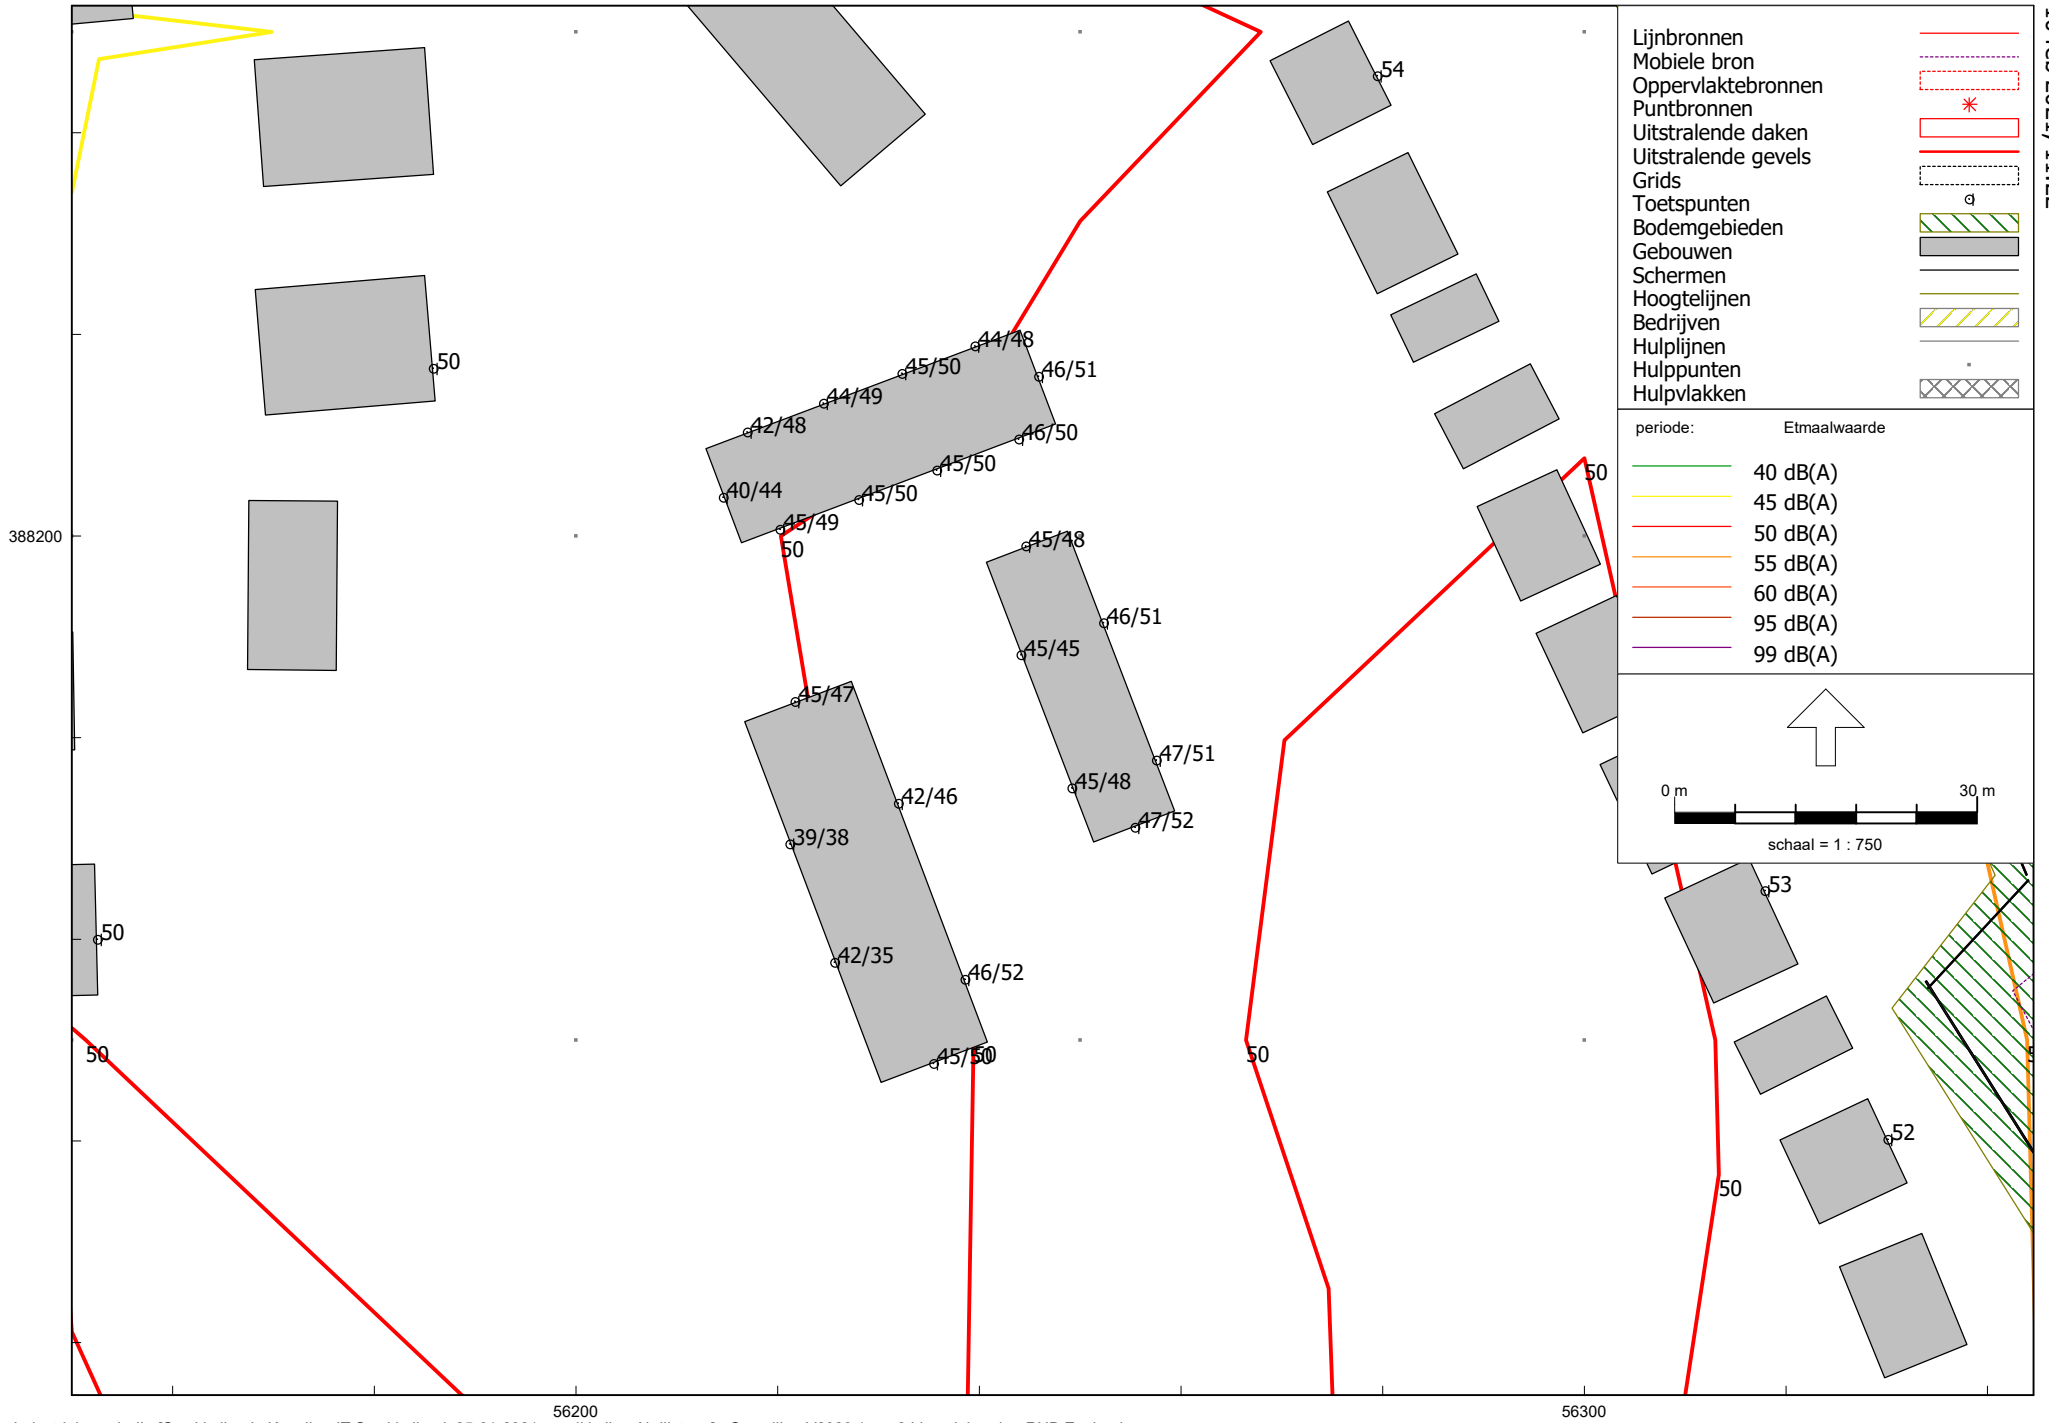 Lijnbronnen
Mobiele bron
Oppervlaktebronnen
Puntbronnen
Uitstralende daken
Uitstralende gevels
Grids
Toetspunten
Bodemgebieden
Gebouwen
Schermen
Hoogtelijnen
Bedrijven
Hulplijnen
Hulppunten
Hulpvlakken
periode: Etmaalwaarde
40 dB(A)
45 dB(A)
50 dB(A)
55 dB(A)
60 dB(A)
95 dB(A)
99 dB(A)
0 m 30 m
schaal = 1 : 750
54
50
44/48
45/50
46/51
44/49
42/48
46/50
45/50
40/44
45/50
45/49
50
50
388200
45/48
46/51
45/45
45/47
47/51
45/48
42/46
47/52
39/38
53
50
42/35
46/52
50
45/50
50
50
52
50
56200
56300